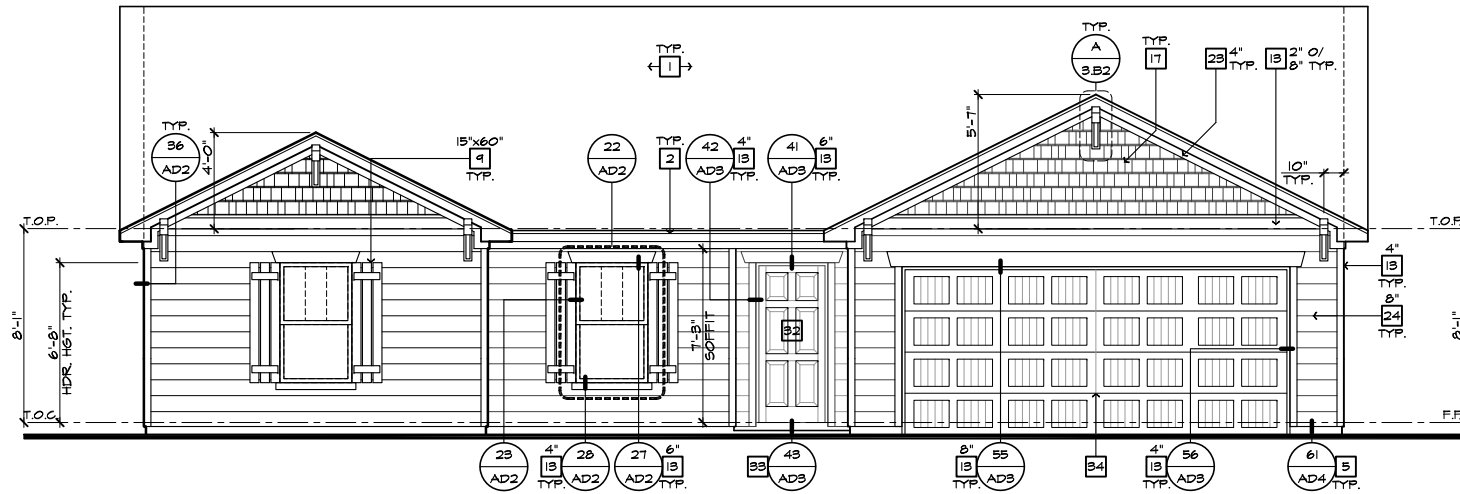 TYP.
1
TYP.
A
3.B2
TYP.
17
23 4"
TYP.
13 2" O/
8" TYP.
TYP.
36
AD2
4'-0"
15"x60"
9
TYP.
22
AD2
TYP.
2
42
AD3
4"
13
TYP.
41
AD3
6"
13
TYP.
5'-7"
10"
TYP.
T.O.P.
T.O.P.
8'-1"
6'-8"
HDR. HGT. TYP.
7'-3"
SOFFIT
32
4"
13
TYP.
8"
24
TYP.
8'-1"
T.O.C.
F.F.
23
AD2
4"
13
TYP.
28
AD2
27
AD2
6"
13
TYP.
33
43
AD3
8"
13
TYP.
55
AD3
34
4"
13
TYP.
56
AD3
61
AD4
5
TYP.